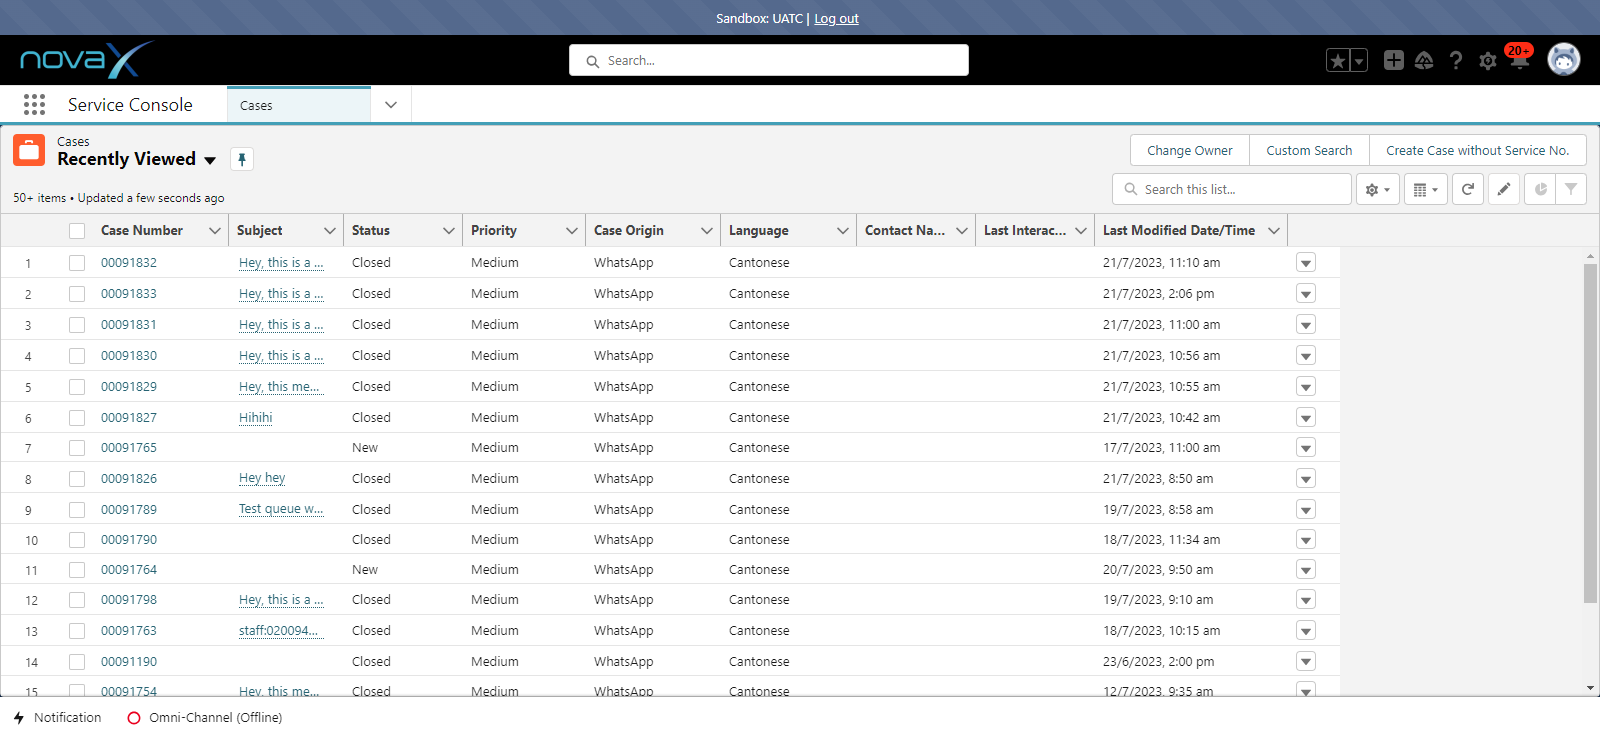 Sandbox: UATC | Log out
novaX
Search...
20+
Service Console
Cases
Cases
Recently Viewed
Change Owner
Custom Search
Create Case without Service No.
50+ items • Updated a few seconds ago
Search this list...
Case Number Subject Status Priority Case Origin Language Contact Na... Last Interac... Last Modified Date/Time
1 00091832 Hey, this is a ... Closed Medium WhatsApp Cantonese 21/7/2023, 11:10 am
2 00091833 Hey, this is a ... Closed Medium WhatsApp Cantonese 21/7/2023, 2:06 pm
3 00091831 Hey, this is a ... Closed Medium WhatsApp Cantonese 21/7/2023, 11:00 am
4 00091830 Hey, this is a ... Closed Medium WhatsApp Cantonese 21/7/2023, 10:56 am
5 00091829 Hey, this me... Closed Medium WhatsApp Cantonese 21/7/2023, 10:55 am
6 00091827 Hihihi Closed Medium WhatsApp Cantonese 21/7/2023, 10:42 am
7 00091765 New Medium WhatsApp Cantonese 17/7/2023, 11:00 am
8 00091826 Hey hey Closed Medium WhatsApp Cantonese 21/7/2023, 8:50 am
9 00091789 Test queue w... Closed Medium WhatsApp Cantonese 19/7/2023, 8:58 am
10 00091790 Closed Medium WhatsApp Cantonese 18/7/2023, 11:34 am
11 00091764 New Medium WhatsApp Cantonese 20/7/2023, 9:50 am
12 00091798 Hey, this is a ... Closed Medium WhatsApp Cantonese 19/7/2023, 9:10 am
13 00091763 staff:020094... Closed Medium WhatsApp Cantonese 18/7/2023, 10:15 am
14 00091190 Closed Medium WhatsApp Cantonese 23/6/2023, 2:00 pm
15 00091754 Hey, this me... Closed Medium WhatsApp Cantonese 12/7/2023, 9:35 am
Notification
Omni-Channel (Offline)